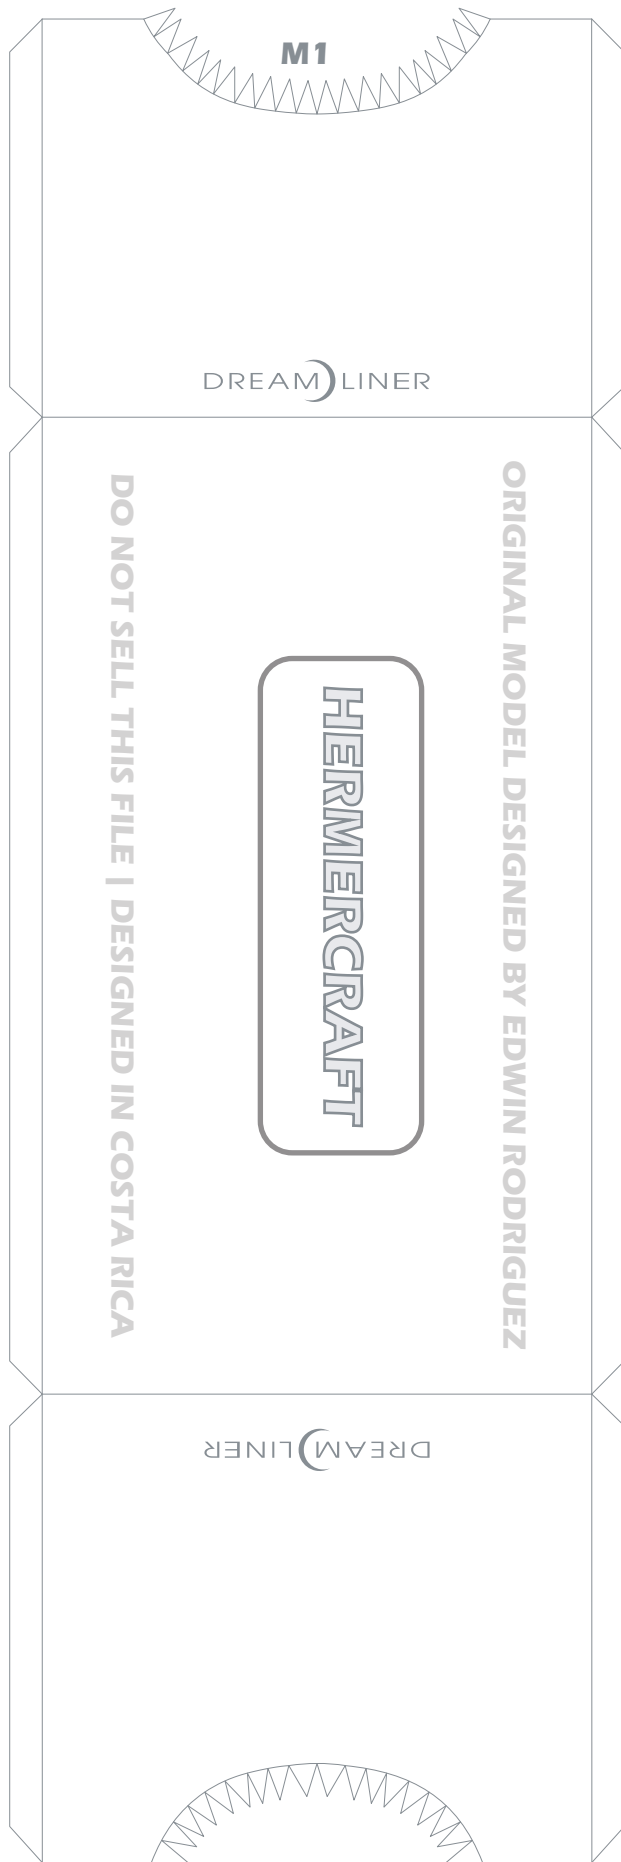 M1
DREAM LINER
ORIGINAL MODEL DESIGNED BY EDWIN RODRIGUEZ
HERMERCRAFT
DO NOT SELL THIS FILE | DESIGNED IN COSTA RICA
DREAM LINER